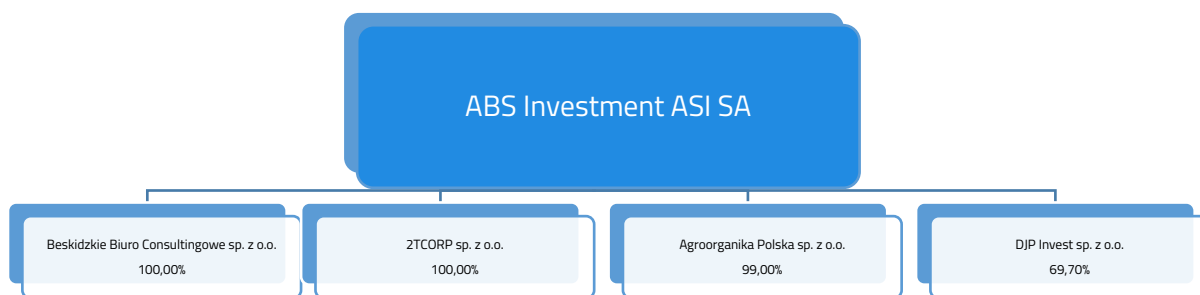 ABS Investment ASI SA
Beskidzkie Biuro Consultingowe sp. z o.o.
100,00%
2TCORP sp. z o.o.
100,00%
Agroorganika Polska sp. z o.o.
99,00%
DJP Invest sp. z o.o.
69,70%